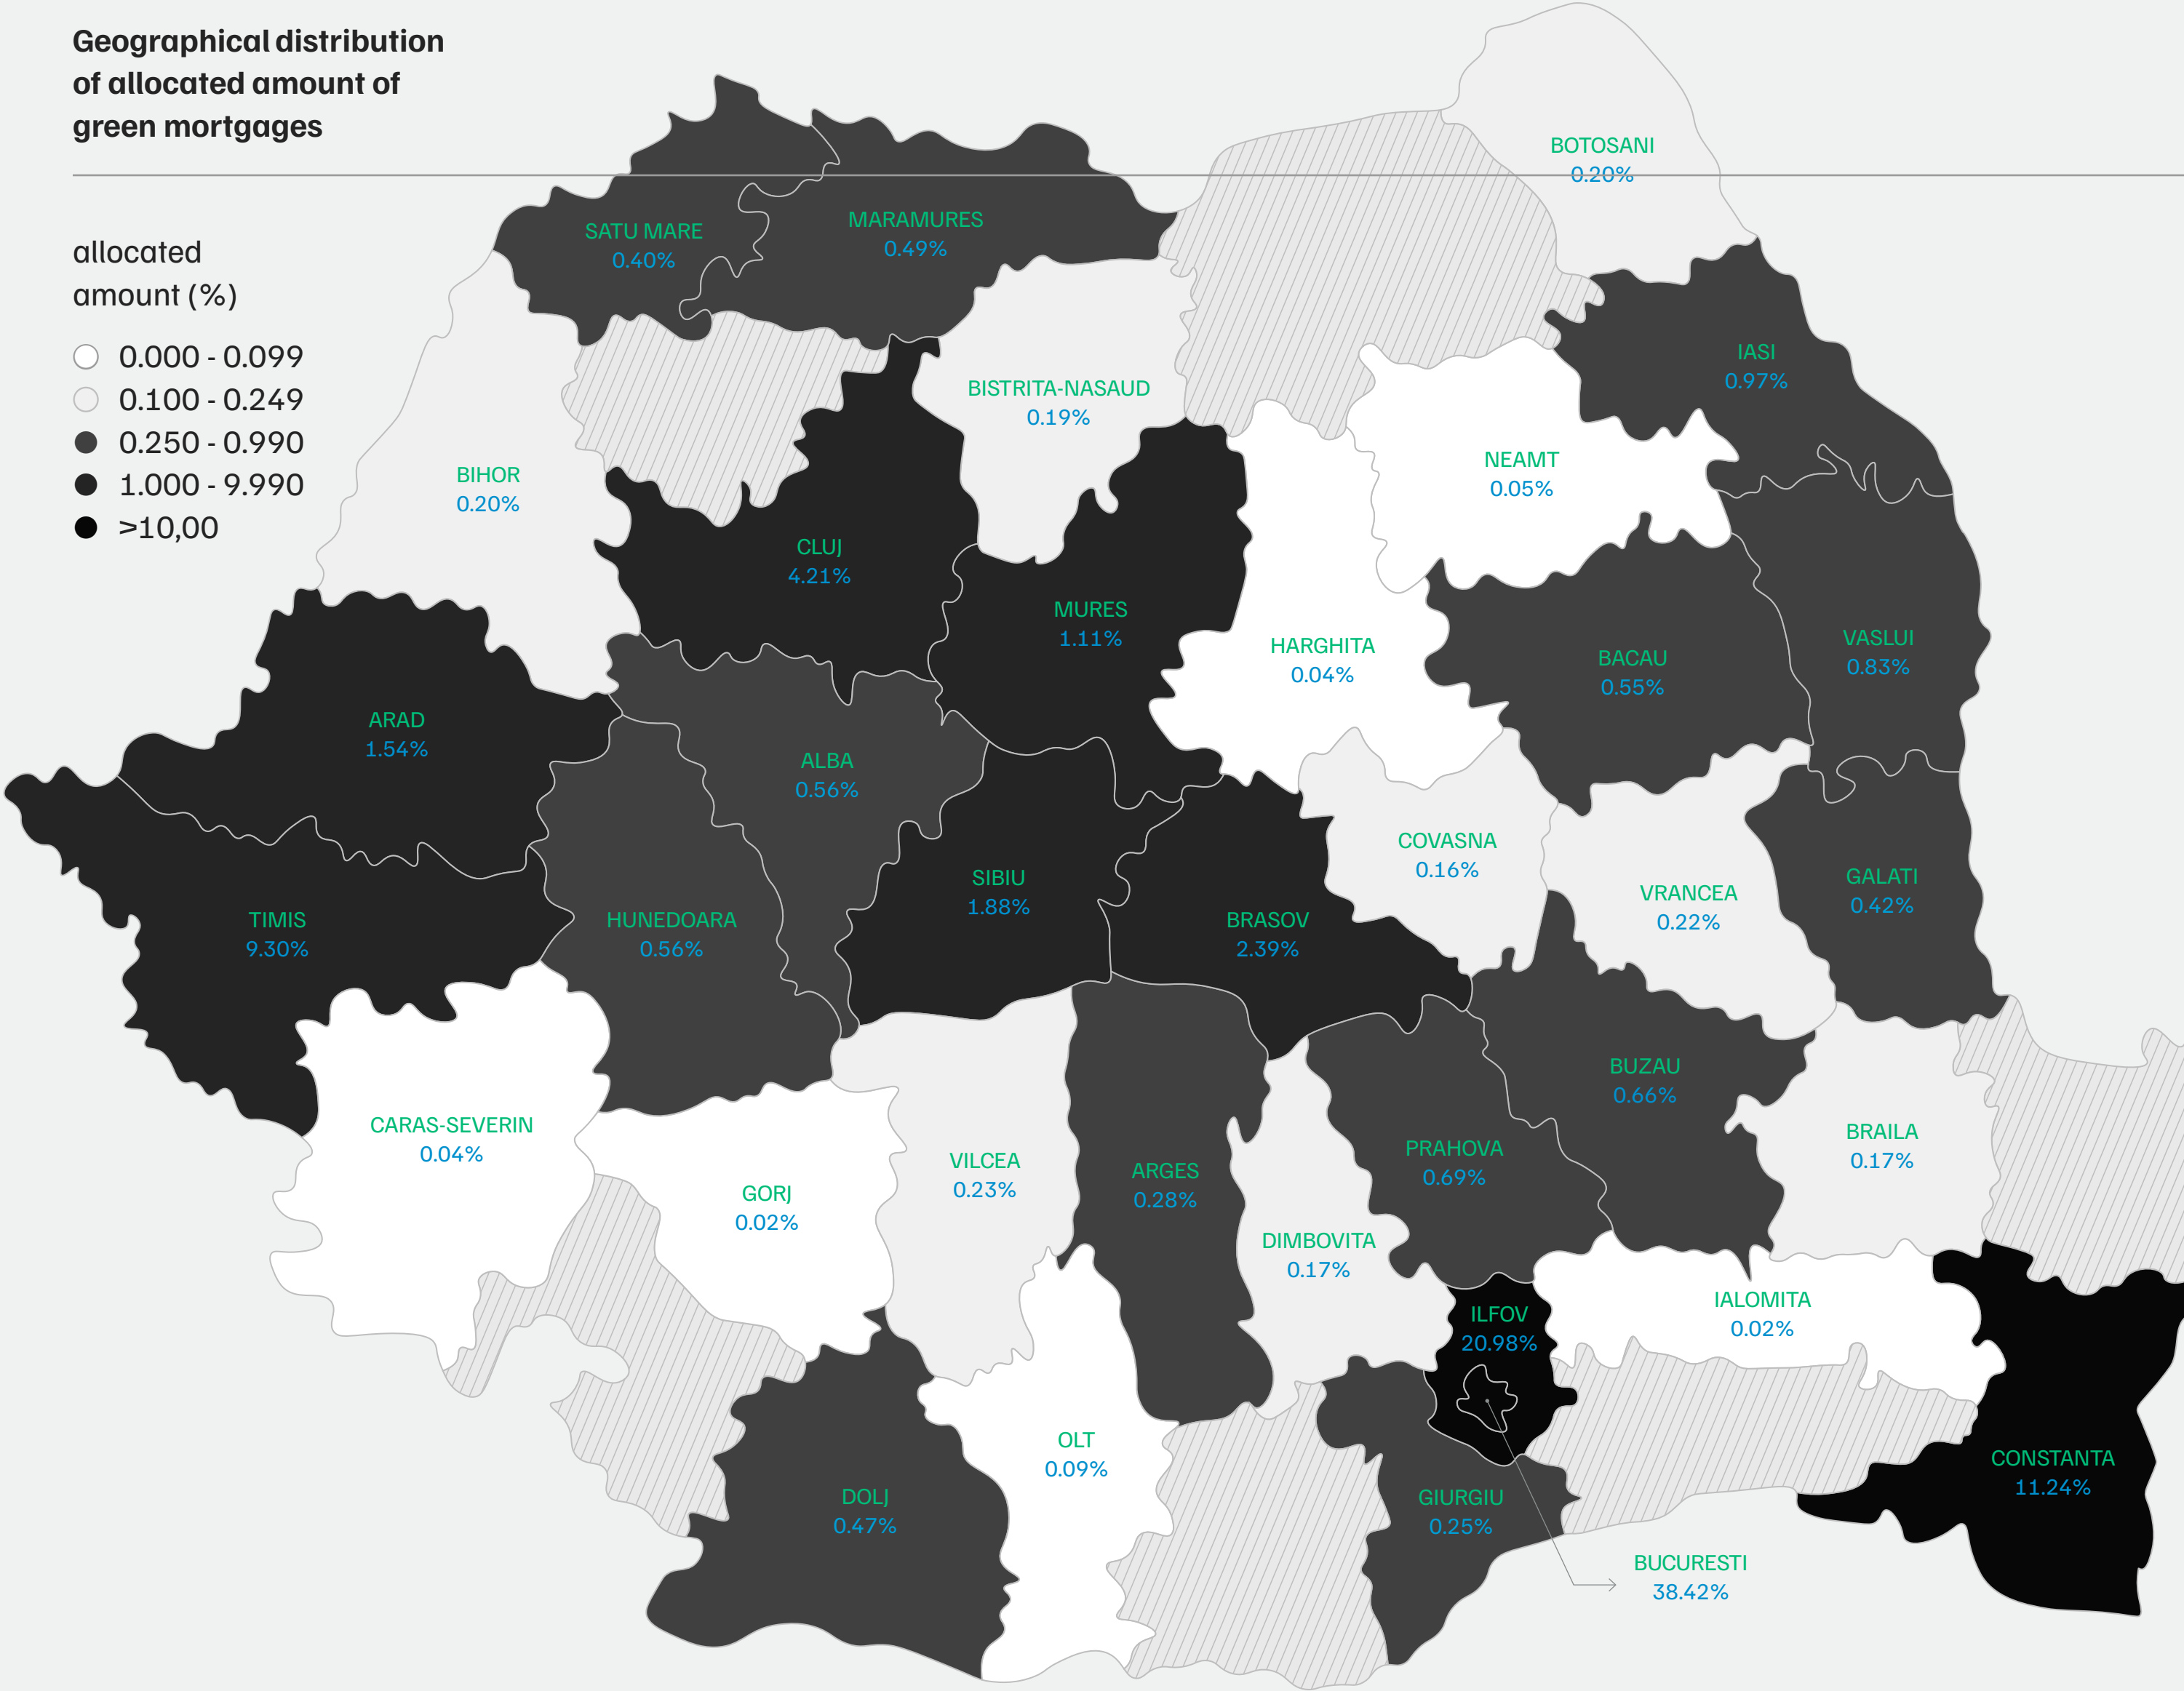 Geographical distribution
of allocated amount of
green mortgages
allocated
amount (%)
0.000 - 0.099
0.100 - 0.249
0.250 - 0.990
1.000 - 9.990
>10,00
BOTOSANI
0.20%
SATU MARE
0.40%
MARAMURES
0.49%
IASI
0.97%
BISTRITA-NASAUD
0.19%
NEAMT
0.05%
BIHOR
0.20%
CLUJ
4.21%
MURES
1.11%
HARGHITA
0.04%
BACAU
0.55%
VASLUI
0.83%
ARAD
1.54%
ALBA
0.56%
COVASNA
0.16%
SIBIU
1.88%
VRANCEA
0.22%
GALATI
0.42%
TIMIS
9.30%
HUNEDOARA
0.56%
BRASOV
2.39%
BUZAU
0.66%
CARAS-SEVERIN
0.04%
BRAILA
0.17%
PRAHOVA
0.69%
VILCEA
0.23%
ARGES
0.28%
GORJ
0.02%
DIMBOVITA
0.17%
IALOMITA
0.02%
ILFOV
20.98%
OLT
0.09%
CONSTANTA
11.24%
DOLJ
0.47%
GIURGIU
0.25%
BUCURESTI
38.42%